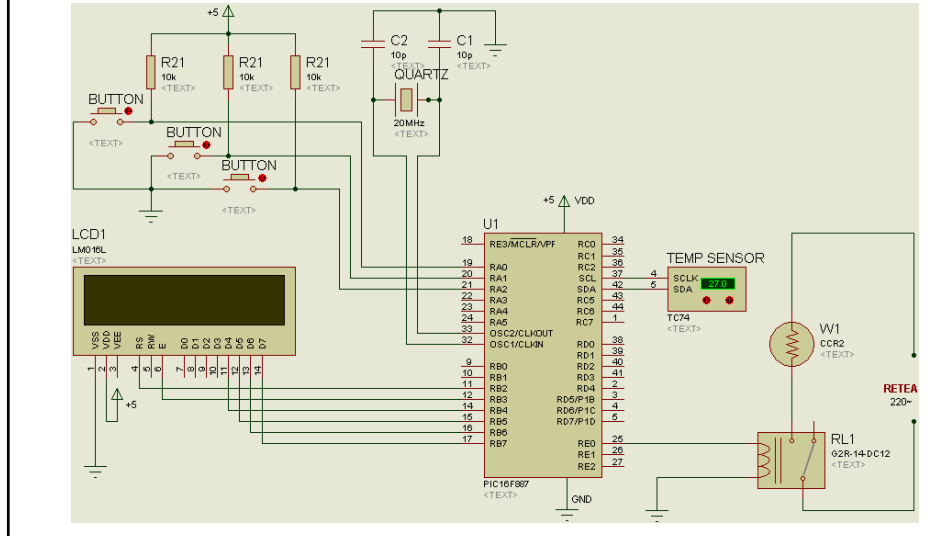 +5
R21
10k
<TEXT>
R21
10k
<TEXT>
R21
10k
<TEXT>
C2
10p
<TEXT>
C1
10p
<TEXT>
QUARTZ
20MHz
<TEXT>
BUTTON
<TEXT>
BUTTON
<TEXT>
BUTTON
<TEXT>
LCD1
LM016L
<TEXT>
VSS
VDD
VEE
RS
RW
E
D0
D1
D2
D3
D4
D5
D6
D7
1
2
3
4
5
6
7
8
9
10
11
12
13
14
+5
+5
VDD
U1
18 RE3/MCLR/VPP RC0 34
RC1 35
RC2 36
19 RA0 SCL 37
20 RA1 SDA 42
21 RA2 RC5 43
22 RA3 RC6 44
23 RA4 RC7 1
24 RA5
33 OSC2/CLKOUT
32 OSC1/CLKIN RD0 38
RD1 39
9 RB0 RD2 40
10 RB1 RD3 41
11 RB2 RD4 2
12 RB3 RD5/P1B 3
14 RB4 RD6/P1C 4
15 RB5 RD7/P1D 5
16 RB6
17 RB7 RE0 25
RE1 26
RE2 27
PIC16F887
<TEXT>
GND
TEMP SENSOR
4 SCLK
5 SDA
27.0
TC74
<TEXT>
W1
CCR2
<TEXT>
RETEA
220~
RL1
G2R-14-DC12
<TEXT>